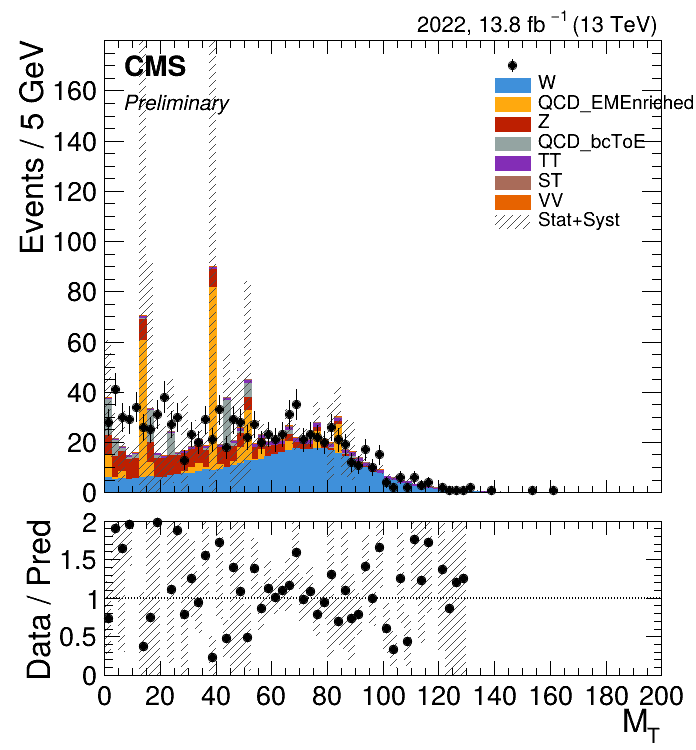 2022, 13.8 fb⁻¹ (13 TeV)
CMS
Preliminary
Events / 5 GeV
160
140
120
100
80
60
40
20
0
W
QCD_EMEnriehed
Z
QCD_bcToE
TT
ST
VV
Stat+Syst
Data / Pred
2
1.5
1
0.5
0
0 20 40 60 80 100 120 140 160 180 200
M_T